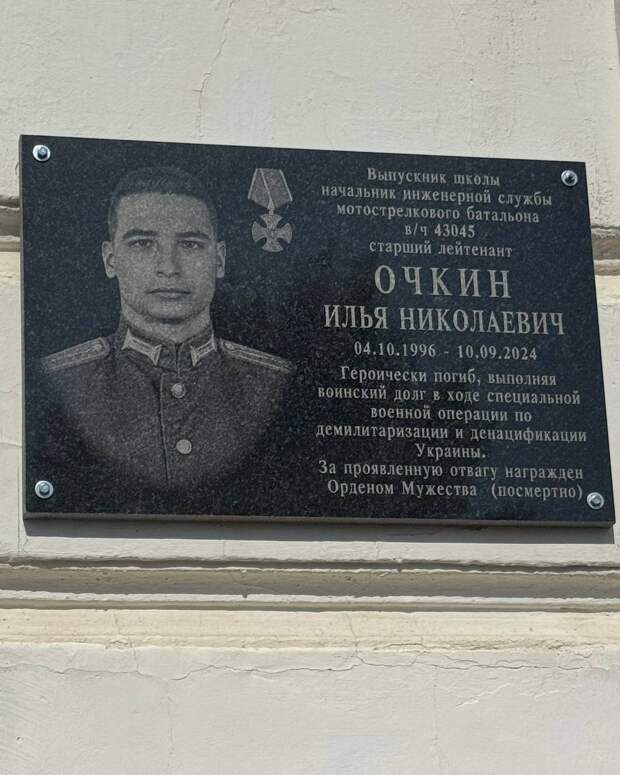 Выпускник школы
начальник инженерной службы
мотострелкового батальона
в/ч 43045
старший лейтенант
ОЧКИН
ИЛЬЯ НИКОЛАЕВИЧ
04.10.1996 - 10.09.2024
Героически погиб, выполняя
воинский долг в ходе специальной
военной операции по
демилитаризации и денацификации
Украины.
За проявленную отвагу награжден
Орденом Мужества (посмертно)